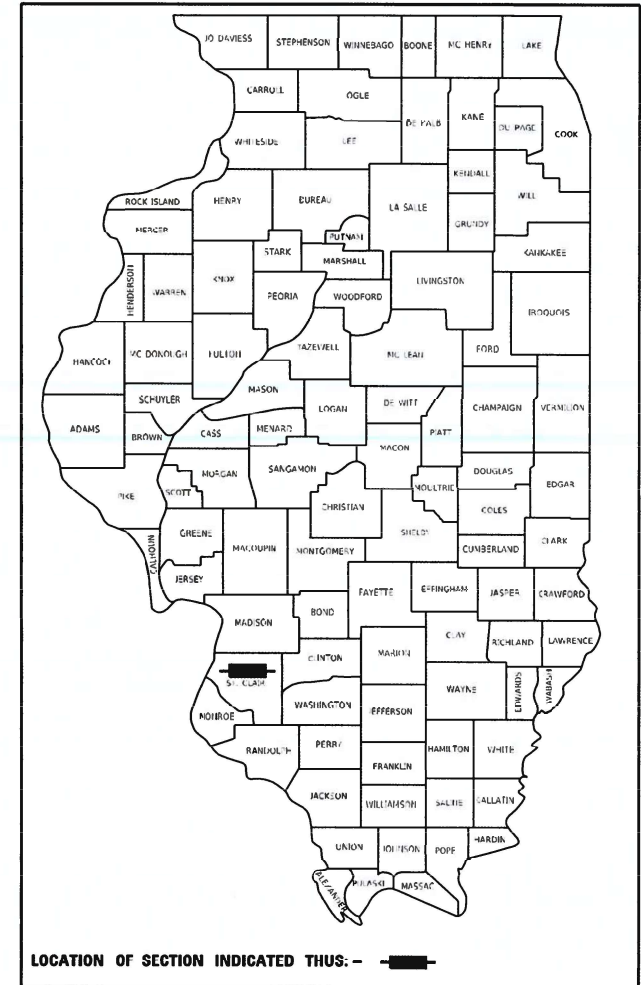 JO DAVIESS STEPHENSON WINNEBAGO BOONE MC HENRY LAKE
CARROLL OGLE DE KALB KANE DU PAGE COOK
WHITESIDE LEE KENDALL WILL
ROCK ISLAND HENRY BUREAU LA SALLE GRUNDY
MERCER PUTNAM
STARK MARSHALL KANKAKEE
HENDERSON WARREN KNOX PEORIA WOODFORD LIVINGSTON IROQUOIS
HANCOCK MC DONOUGH FULTON TAZEWELL MC LEAN FORD
SCHUYLER MASON LOGAN DE WITT CHAMPAIGN VERMILION
ADAMS BROWN CASS MENARD PIATT
MACON
PIKE SCOTT MORGAN SANGAMON MOULTRIE DOUGLAS EDGAR
CHRISTIAN COLES
CALHOUN GREENE MACOUPIN MONTGOMERY SHELBY CUMBERLAND CLARK
JERSEY FAYETTE EFFINGHAM JASPER CRAWFORD
MADISON BOND CLAY RICHLAND LAWRENCE
CLINTON MARION
ST. CLAIR WAYNE EDWARDS WABASH
MONROE WASHINGTON JEFFERSON
RANDOLPH PERRY HAMILTON WHITE
FRANKLIN
JACKSON WILLIAMSON SALINE GALLATIN
UNION JOHNSON POPE HARDIN
ALEXANDER PULASKI MASSAC
LOCATION OF SECTION INDICATED THUS: -